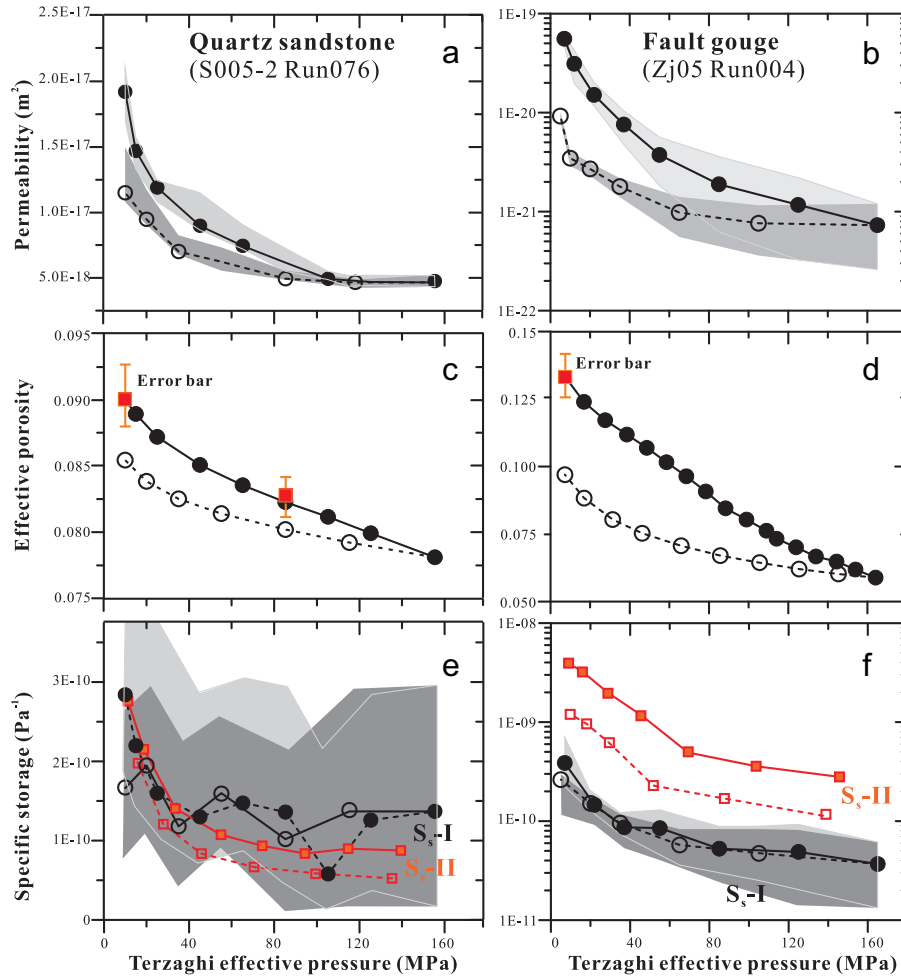 Quartz sandstone
(S005-2 Run076)
a
Permeability (m²)
2.5E-17
2.0E-17
1.5E-17
1.0E-17
5.0E-18
Fault gouge
(Zj05 Run004)
b
1E-19
1E-20
1E-21
1E-22
c
Error bar
Effective porosity
0.095
0.090
0.085
0.080
0.075
d
Error bar
0.15
0.125
0.100
0.075
0.050
e
Specific storage (Pa⁻¹)
3E-10
2E-10
1E-10
0
Sₛ-I
Sₛ-II
0 40 80 120 160
Terzaghi effective pressure (MPa)
f
1E-08
1E-09
1E-10
1E-11
Sₛ-II
Sₛ-I
0 40 80 120 160
Terzaghi effective pressure (MPa)